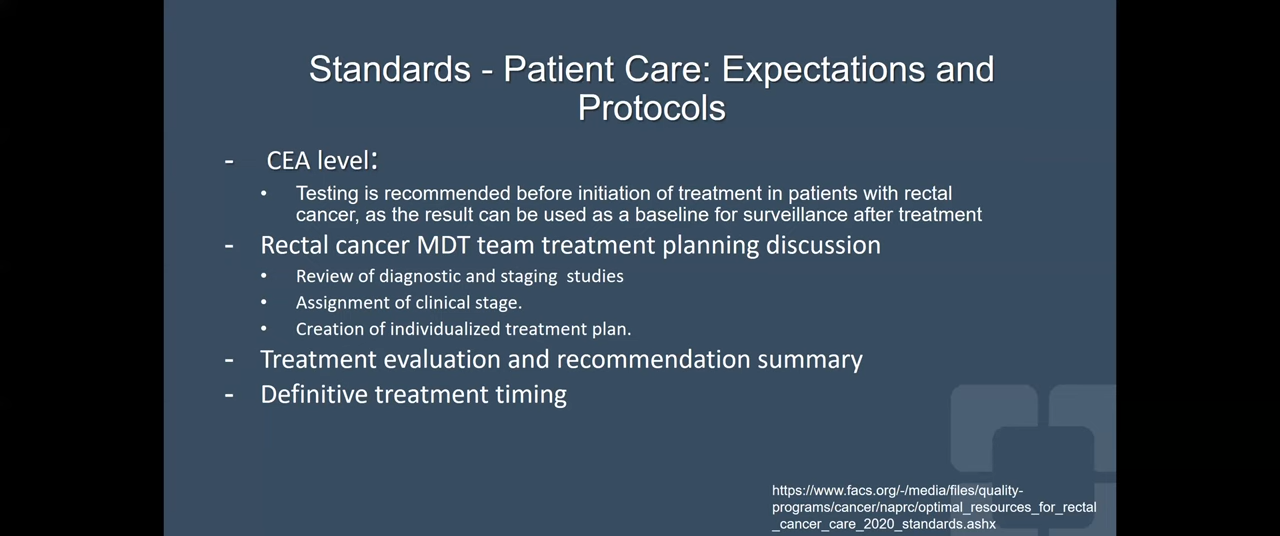 Standards - Patient Care: Expectations and
Protocols
- CEA level:
• Testing is recommended before initiation of treatment in patients with rectal
cancer, as the result can be used as a baseline for surveillance after treatment
- Rectal cancer MDT team treatment planning discussion
• Review of diagnostic and staging studies
• Assignment of clinical stage.
• Creation of individualized treatment plan.
- Treatment evaluation and recommendation summary
- Definitive treatment timing
https://www.facs.org/-/media/files/quality-
programs/cancer/naprc/optimal_resources_for_rectal
_cancer_care_2020_standards.ashx